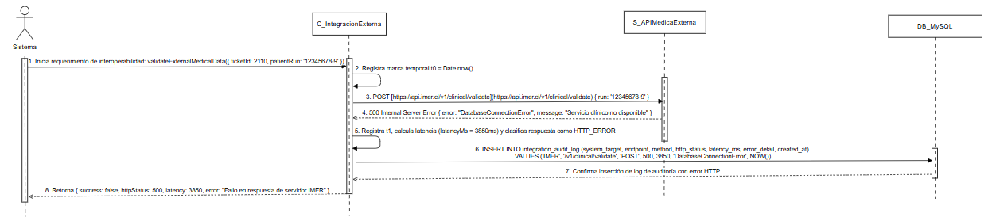 C_IntegracionExterna
S_APIMedicaExterna
DB_MySQL
Sistema
1. Inicia requerimiento de interoperabilidad: validateExternalMedicalData({ ticketId: 2110, patientRun: '12345678-9' })
2. Registra marca temporal t0 = Date.now()
3. POST [https://api.imer.cl/v1/clinical/validate](https://api.imer.cl/v1/clinical/validate) { run: '12345678-9' }
4. 500 Internal Server Error { error: "DatabaseConnectionError", message: "Servicio clínico no disponible" }
5. Registra t1, calcula latencia (latencyMs = 3850ms) y clasifica respuesta como HTTP_ERROR
6. INSERT INTO integration_audit_log (system_target, endpoint, method, http_status, latency_ms, error_detail, created_at)
VALUES ('IMER', '/v1/clinical/validate', 'POST', 500, 3850, 'DatabaseConnectionError', NOW())
7. Confirma inserción de log de auditoría con error HTTP
8. Retorna { success: false, httpStatus: 500, latency: 3850, error: "Fallo en respuesta de servidor IMER" }